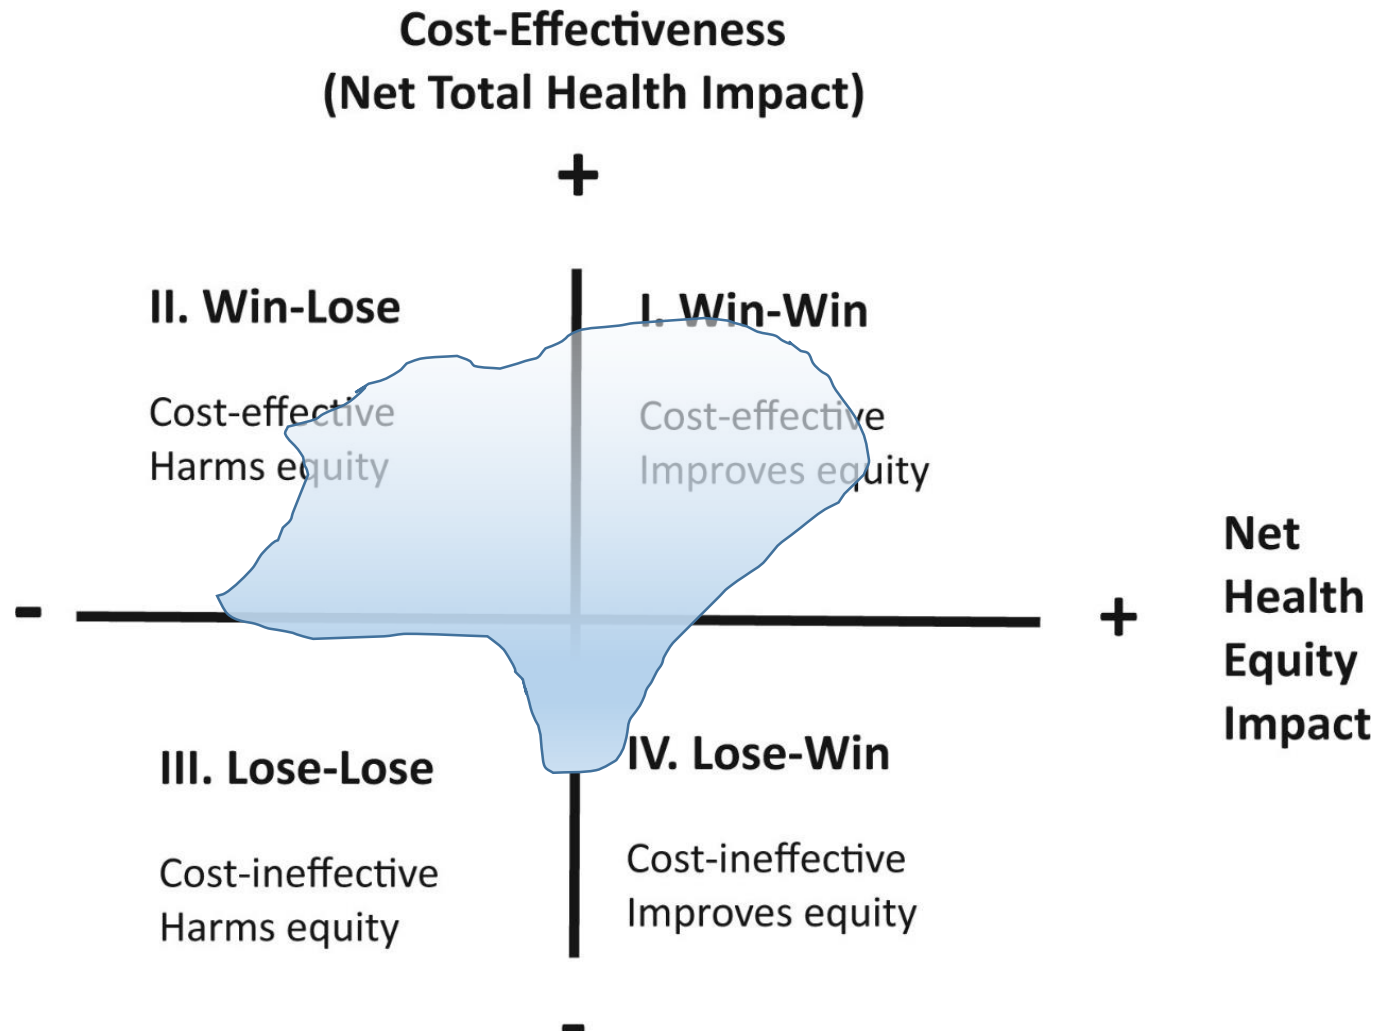 Cost-Effectiveness
(Net Total Health Impact)
+
II. Win-Lose
Cost-effective
Harms equity
I. Win-Win
Cost-effective
Improves equity
-
+
Net
Health
Equity
Impact
III. Lose-Lose
Cost-ineffective
Harms equity
IV. Lose-Win
Cost-ineffective
Improves equity
-